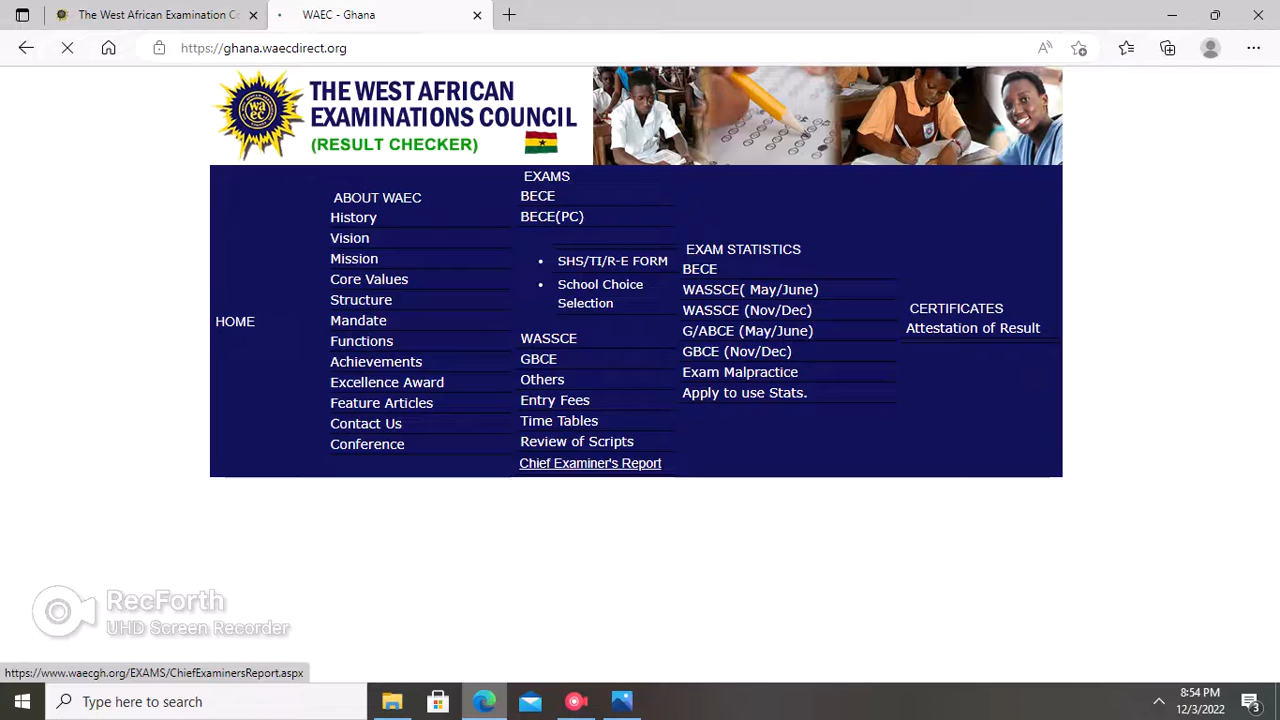 The West African Examinations
WAEC - Ghana
https://ghana.waecdirect.org
THE WEST AFRICAN
EXAMINATIONS COUNCIL
(RESULT CHECKER)
HOME
ABOUT WAEC
History
Vision
Mission
Core Values
Structure
Mandate
Functions
Achievements
Excellence Award
Feature Articles
Contact Us
Conference
EXAMS
BECE
BECE(PC)
• SHS/TI/R-E FORM
• School Choice
Selection
WASSCE
GBCE
Others
Entry Fees
Time Tables
Review of Scripts
Chief Examiner's Report
EXAM STATISTICS
BECE
WASSCE( May/June)
WASSCE (Nov/Dec)
G/ABCE (May/June)
GBCE (Nov/Dec)
Exam Malpractice
Apply to use Stats.
CERTIFICATES
Attestation of Result
RecForth
UHD Screen Recorder
https://www.waecgh.org/EXAMS/ChiefExaminersReport.aspx
Type here to search
8:54 PM
12/3/2022
3